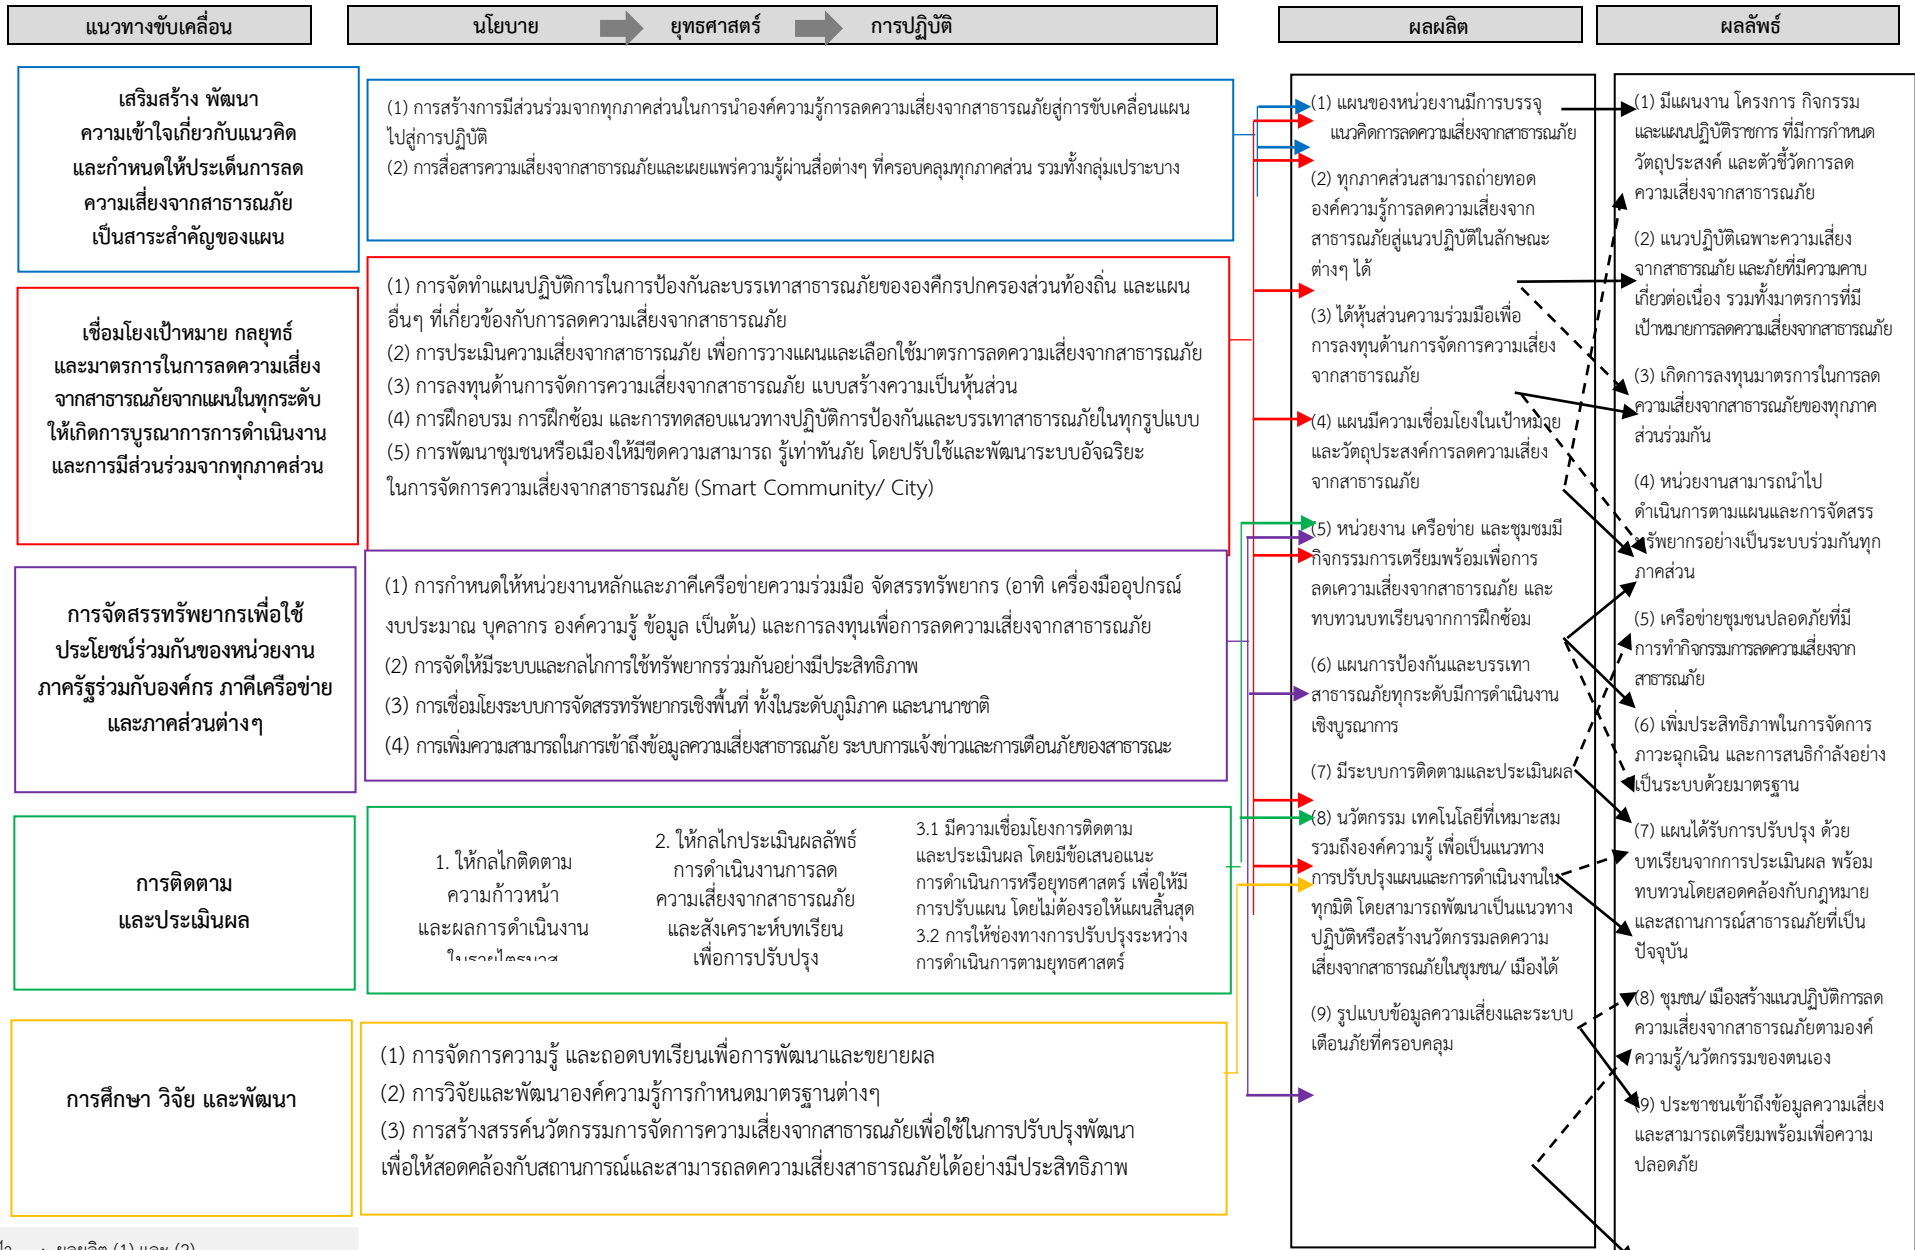 แนวทางขับเคลื่อน
นโยบาย
ยุทธศาสตร์
การปฏิบัติ
ผลผลิต
ผลลัพธ์
เสริมสร้าง พัฒนา
ความเข้าใจเกี่ยวกับแนวคิด
และกำหนดให้ประเด็นการลด
ความเสี่ยงจากสาธารณภัย
เป็นสาระสำคัญของแผน
(1) การสร้างการมีส่วนร่วมจากทุกภาคส่วนในการนำองค์ความรู้การลดความเสี่ยงจากสาธารณภัยสู่การขับเคลื่อนแผน
ไปสู่การปฏิบัติ
(2) การสื่อสารความเสี่ยงจากสาธารณภัยและเผยแพร่ความรู้ผ่านสื่อต่างๆ ที่ครอบคลุมทุกภาคส่วน รวมทั้งกลุ่มเปราะบาง
เชื่อมโยงเป้าหมาย กลยุทธ์
และมาตรการในการลดความเสี่ยง
จากสาธารณภัยจากแผนในทุกระดับ
ให้เกิดการบูรณาการการดำเนินงาน
และการมีส่วนร่วมจากทุกภาคส่วน
(1) การจัดทำแผนปฏิบัติการในการป้องกันละบรรเทาสาธารณภัยขององค์กรปกครองส่วนท้องถิ่น และแผน
อื่นๆ ที่เกี่ยวข้องกับการลดความเสี่ยงจากสาธารณภัย
(2) การประเมินความเสี่ยงจากสาธารณภัย เพื่อการวางแผนและเลือกใช้มาตรการลดความเสี่ยงจากสาธารณภัย
(3) การลงทุนด้านการจัดการความเสี่ยงจากสาธารณภัย แบบสร้างความเป็นหุ้นส่วน
(4) การฝึกอบรม การฝึกซ้อม และการทดสอบแนวทางปฏิบัติการป้องกันและบรรเทาสาธารณภัยในทุกรูปแบบ
(5) การพัฒนาชุมชนหรือเมืองให้มีขีดความสามารถ รู้เท่าทันภัย โดยปรับใช้และพัฒนาระบบอัจฉริยะ
ในการจัดการความเสี่ยงจากสาธารณภัย (Smart Community/ City)
การจัดสรรทรัพยากรเพื่อใช้
ประโยชน์ร่วมกันของหน่วยงาน
ภาครัฐร่วมกับองค์กร ภาคีเครือข่าย
และภาคส่วนต่างๆ
(1) การกำหนดให้หน่วยงานหลักและภาคีเครือข่ายความร่วมมือ จัดสรรทรัพยากร (อาทิ เครื่องมืออุปกรณ์
งบประมาณ บุคลากร องค์ความรู้ ข้อมูล เป็นต้น) และการลงทุนเพื่อการลดความเสี่ยงจากสาธารณภัย
(2) การจัดให้มีระบบและกลไกการใช้ทรัพยากรร่วมกันอย่างมีประสิทธิภาพ
(3) การเชื่อมโยงระบบการจัดสรรทรัพยากรเชิงพื้นที่ ทั้งในระดับภูมิภาค และนานาชาติ
(4) การเพิ่มความสามารถในการเข้าถึงข้อมูลความเสี่ยงสาธารณภัย ระบบการแจ้งข่าวและการเตือนภัยของสาธารณะ
การติดตาม
และประเมินผล
1. ให้กลไกติดตาม
ความก้าวหน้า
และผลการดำเนินงาน
ในรายไตรมาส
2. ให้กลไกประเมินผลลัพธ์
การดำเนินงานการลด
ความเสี่ยงจากสาธารณภัย
และสังเคราะห์บทเรียน
เพื่อการปรับปรุง
3.1 มีความเชื่อมโยงการติดตาม
และประเมินผล โดยมีข้อเสนอแนะ
การดำเนินการหรือยุทธศาสตร์ เพื่อให้มี
การปรับแผน โดยไม่ต้องรอให้แผนสิ้นสุด
3.2 การให้ช่องทางการปรับปรุงระหว่าง
การดำเนินการตามยุทธศาสตร์
การศึกษา วิจัย และพัฒนา
(1) การจัดการความรู้ และถอดบทเรียนเพื่อการพัฒนาและขยายผล
(2) การวิจัยและพัฒนาองค์ความรู้การกำหนดมาตรฐานต่างๆ
(3) การสร้างสรรค์นวัตกรรมการจัดการความเสี่ยงจากสาธารณภัยเพื่อใช้ในการปรับปรุงพัฒนา
เพื่อให้สอดคล้องกับสถานการณ์และสามารถลดความเสี่ยงสาธารณภัยได้อย่างมีประสิทธิภาพ
(1) แผนของหน่วยงานมีการบรรจุ
แนวคิดการลดความเสี่ยงจากสาธารณภัย
(2) ทุกภาคส่วนสามารถถ่ายทอด
องค์ความรู้การลดความเสี่ยงจาก
สาธารณภัยสู่แนวปฏิบัติในลักษณะ
ต่างๆ ได้
(3) ได้หุ้นส่วนความร่วมมือเพื่อ
การลงทุนด้านการจัดการความเสี่ยง
จากสาธารณภัย
(4) แผนมีความเชื่อมโยงในเป้าหมาย
และวัตถุประสงค์การลดความเสี่ยง
จากสาธารณภัย
(5) หน่วยงาน เครือข่าย และชุมชมมี
กิจกรรมการเตรียมพร้อมเพื่อการ
ลดเความเสี่ยงจากสาธารณภัย และ
ทบทวนบทเรียนจากการฝึกซ้อม
(6) แผนการป้องกันและบรรเทา
สาธารณภัยทุกระดับมีการดำเนินงาน
เชิงบูรณาการ
(7) มีระบบการติดตามและประเมินผล
(8) นวัตกรรม เทคโนโลยีที่เหมาะสม
รวมถึงองค์ความรู้ เพื่อเป็นแนวทาง
การปรับปรุงแผนและการดำเนินงานใน
ทุกมิติ โดยสามารถพัฒนาเป็นแนวทาง
ปฏิบัติหรือสร้างนวัตกรรมลดความ
เสี่ยงจากสาธารณภัยในชุมชน/ เมืองได้
(9) รูปแบบข้อมูลความเสี่ยงและระบบ
เตือนภัยที่ครอบคลุม
(1) มีแผนงาน โครงการ กิจกรรม
และแผนปฏิบัติราชการ ที่มีการกำหนด
วัตถุประสงค์ และตัวชี้วัดการลด
ความเสี่ยงจากสาธารณภัย
(2) แนวปฏิบัติเฉพาะความเสี่ยง
จากสาธารณภัย และภัยที่มีความคาบ
เกี่ยวต่อเนื่อง รวมทั้งมาตรการที่มี
เป้าหมายการลดความเสี่ยงจากสาธารณภัย
(3) เกิดการลงทุนมาตรการในการลด
ความเสี่ยงจากสาธารณภัยของทุกภาค
ส่วนร่วมกัน
(4) หน่วยงานสามารถนำไป
ดำเนินการตามแผนและการจัดสรร
ทรัพยากรอย่างเป็นระบบร่วมกันทุก
ภาคส่วน
(5) เครือข่ายชุมชนปลอดภัยที่มี
การทำกิจกรรมการลดความเสี่ยงจาก
สาธารณภัย
(6) เพิ่มประสิทธิภาพในการจัดการ
ภาวะฉุกเฉิน และการสนธิกำลังอย่าง
เป็นระบบด้วยมาตรฐาน
(7) แผนได้รับการปรับปรุง ด้วย
บทเรียนจากการประเมินผล พร้อม
ทบทวนโดยสอดคล้องกับกฎหมาย
และสถานการณ์สาธารณภัยที่เป็น
ปัจจุบัน
(8) ชุมชน/ เมืองสร้างแนวปฏิบัติการลด
ความเสี่ยงจากสาธารณภัยตามองค์
ความรู้/นวัตกรรมของตนเอง
(9) ประชาชนเข้าถึงข้อมูลความเสี่ยง
และสามารถเตรียมพร้อมเพื่อความ
ปลอดภัย
ผลผลิต (1) และ (2)